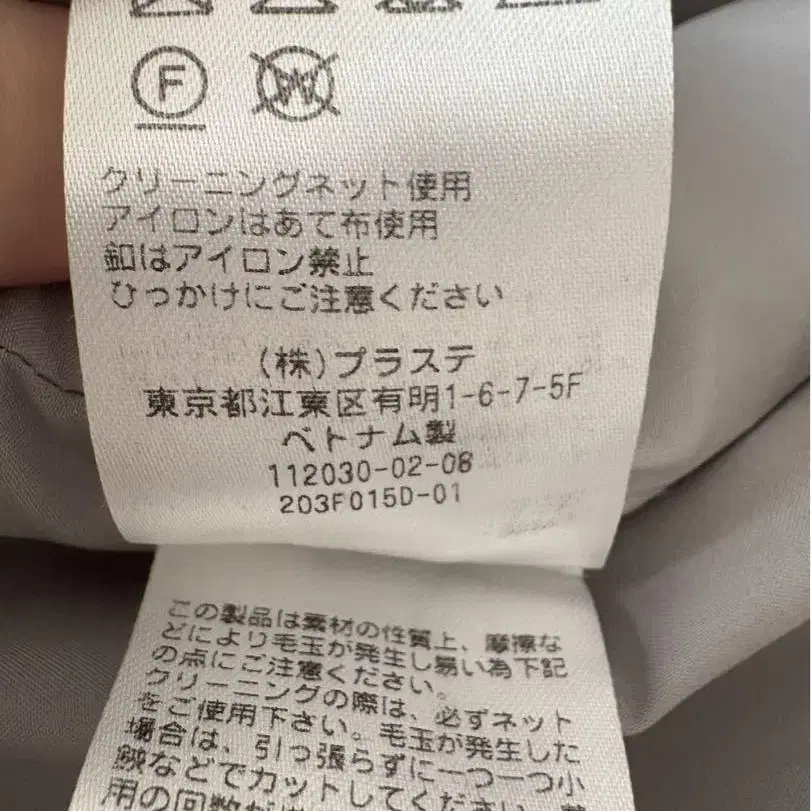 F
W
クリーニングネット使用
アイロンはあて布使用
釦はアイロン禁止
ひっかけにご注意ください
(株)プラステ
東京都江東区有明1-6-7-5F
ベトナム製
112030-02-08
203F015D-01
この製品は素材の性質上、摩擦な
どにより毛玉が発生し易い為下記
の点にご注意ください。
クリーニングの際は、必ずネット
をご使用下さい。毛玉が発生した
場合は、引っ張らずに一つ一つ小
鋏などでカットしてください。
用の回数が